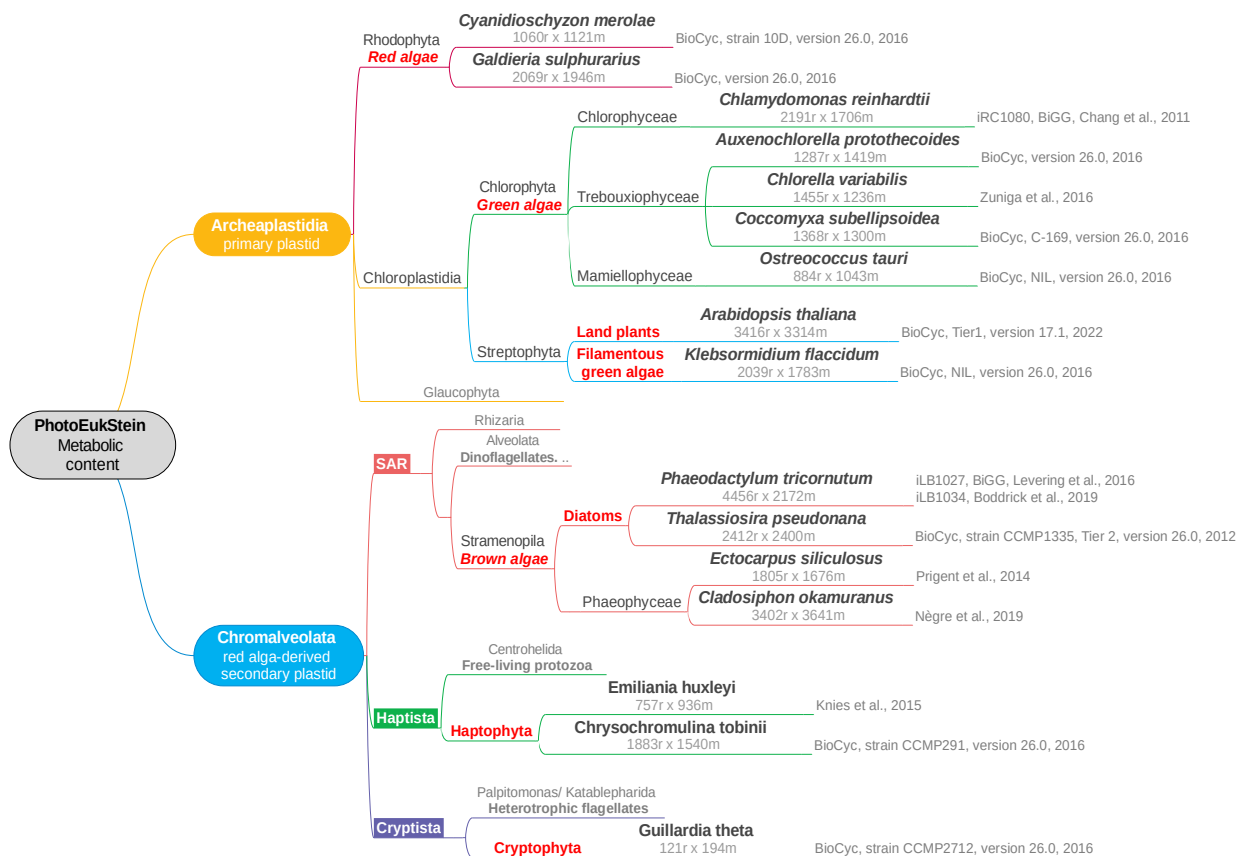 PhotoEukStein
Metabolic
content
Archeaplastidia
primary plastid
Rhodophyta
Red algae
Cyanidioschyzon merolae
1060r x 1121m
BioCyc, strain 10D, version 26.0, 2016
Galdieria sulphurarius
2069r x 1946m
BioCyc, version 26.0, 2016
Chloroplastidia
Chlorophyta
Green algae
Chlorophyceae
Chlamydomonas reinhardtii
2191r x 1706m
iRC1080, BiGG, Chang et al., 2011
Trebouxiophyceae
Auxenochlorella protothecoides
1287r x 1419m
BioCyc, version 26.0, 2016
Chlorella variabilis
1455r x 1236m
Zuniga et al., 2016
Coccomyxa subellipsoidea
1368r x 1300m
BioCyc, C-169, version 26.0, 2016
Mamiellophyceae
Ostreococcus tauri
884r x 1043m
BioCyc, NIL, version 26.0, 2016
Streptophyta
Land plants
Arabidopsis thaliana
3416r x 3314m
BioCyc, Tier1, version 17.1, 2022
Filamentous
green algae
Klebsormidium flaccidum
2039r x 1783m
BioCyc, NIL, version 26.0, 2016
Glaucophyta
Chromalveolata
red alga-derived
secondary plastid
SAR
Rhizaria
Alveolata
Dinoflagellates. ..
Stramenopila
Brown algae
Diatoms
Phaeodactylum tricornutum
4456r x 2172m
iLB1027, BiGG, Levering et al., 2016
iLB1034, Boddrick et al., 2019
Thalassiosira pseudonana
2412r x 2400m
BioCyc, strain CCMP1335, Tier 2, version 26.0, 2012
Phaeophyceae
Ectocarpus siliculosus
1805r x 1676m
Prigent et al., 2014
Cladosiphon okamuranus
3402r x 3641m
Nègre et al., 2019
Haptista
Centrohelida
Free-living protozoa
Haptophyta
Emiliania huxleyi
757r x 936m
Knies et al., 2015
Chrysochromulina tobinii
1883r x 1540m
BioCyc, strain CCMP291, version 26.0, 2016
Cryptista
Palpitomonas/ Katablepharida
Heterotrophic flagellates
Cryptophyta
Guillardia theta
121r x 194m
BioCyc, strain CCMP2712, version 26.0, 2016